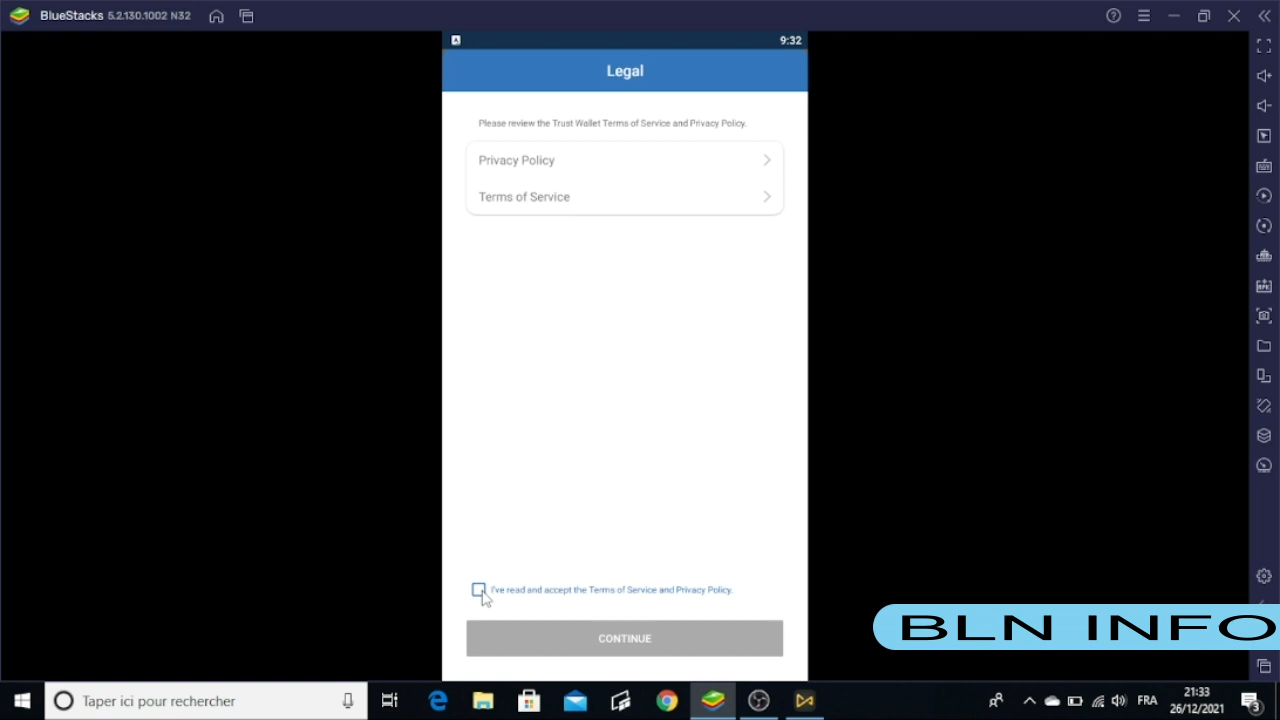 BlueStacks 5.2.130.1002 N32
9:32
Legal
Please review the Trust Wallet Terms of Service and Privacy Policy.
Privacy Policy
Terms of Service
I've read and accept the Terms of Service and Privacy Policy.
CONTINUE
BLN INFO
Taper ici pour rechercher
FRA
21:33
26/12/2021
3